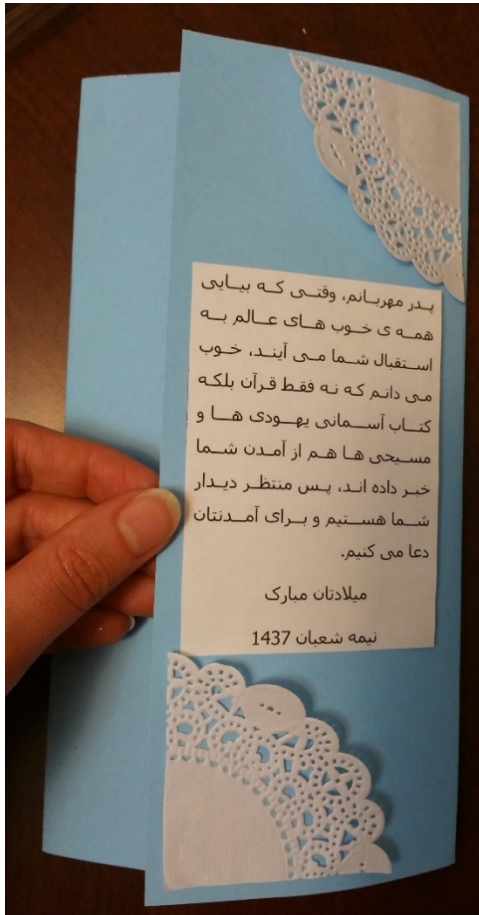 پدر مهربانم، وقتی که بیایی
همه ی خوب های عالم به
استقبال شما می آیند، خوب
می دانم که نه فقط قرآن بلکه
کتاب آسمانی یهودی ها و
مسیحی ها هم از آمدن شما
خبر داده اند، پس منتظر دیدار
شما هستیم و برای آمدنتان
دعا می کنیم.
میلادتان مبارک
نیمه شعبان 1437